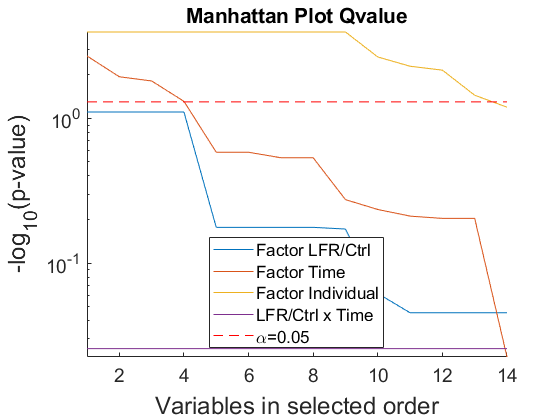 Manhattan Plot Qvalue
-log10(p-value)
10^0
10^-1
Factor LFR/Ctrl
Factor Time
Factor Individual
LFR/Ctrl x Time
α=0.05
2 4 6 8 10 12 14
Variables in selected order